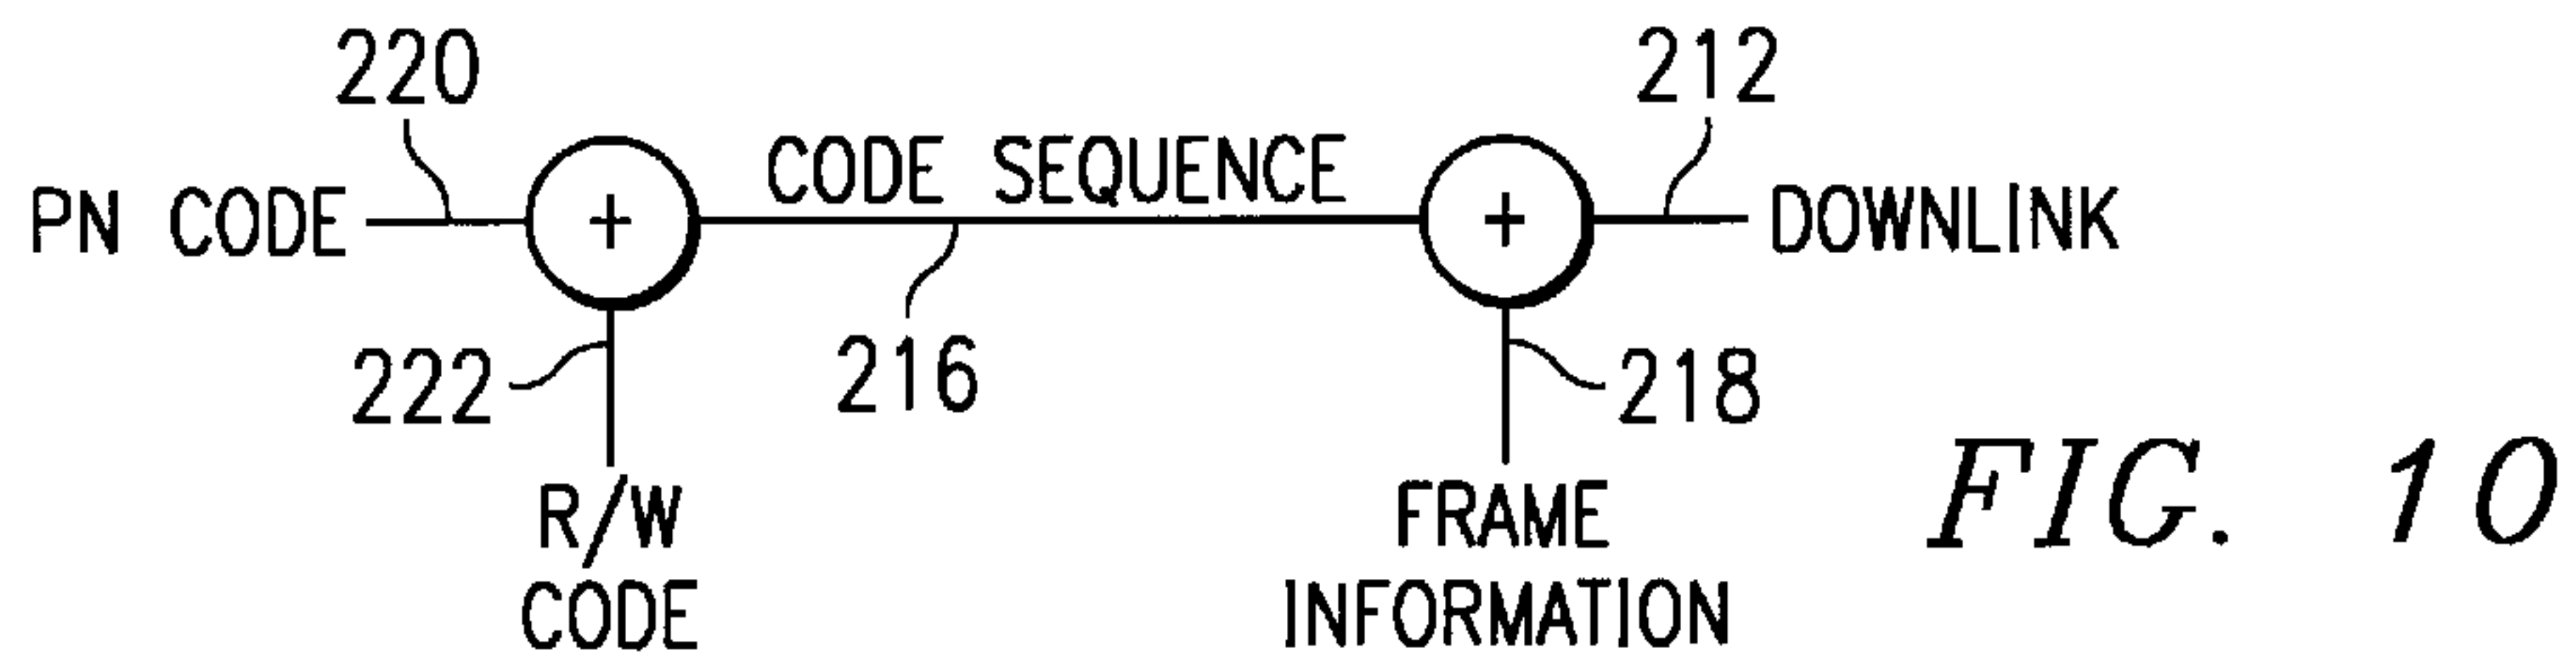 220
212
PN CODE
+
CODE SEQUENCE
+
DOWNLINK
222
216
218
R/W
CODE
FRAME
INFORMATION
FIG. 10